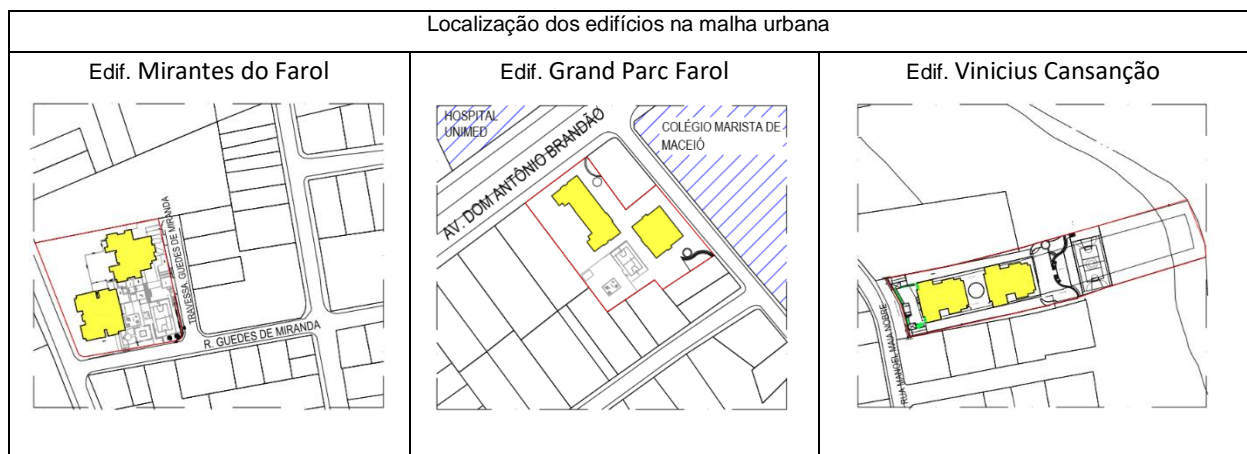 Localização dos edifícios na malha urbana
Edif. Mirantes do Farol
TRAVESSA. GUEDES DE MIRANDA
R. GUEDES DE MIRANDA
Edif. Grand Parc Farol
HOSPITAL
UNIMED
AV. DOM ANTÔNIO BRANDÃO
COLÉGIO MARISTA DE
MACEIÓ
Edif. Vinicius Cansanção
RUA MANOEL MAIA NOBRE